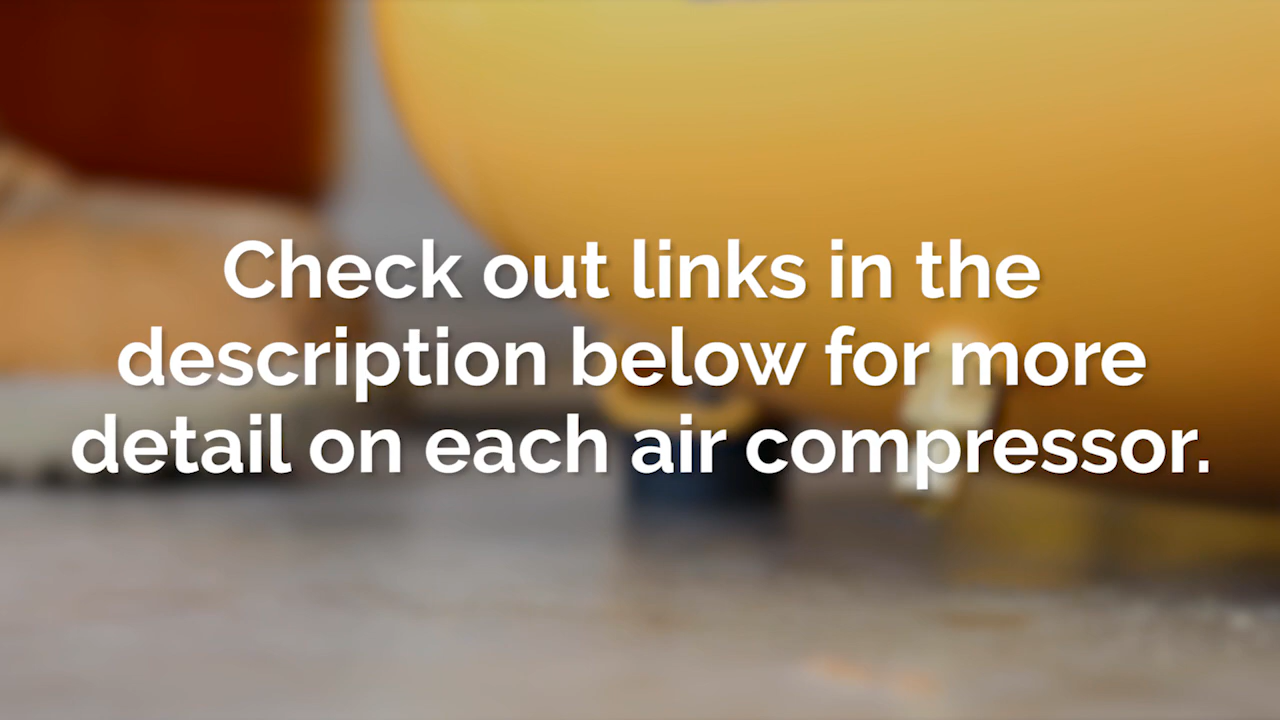 Check out links in the
description below for more
detail on each air compressor.